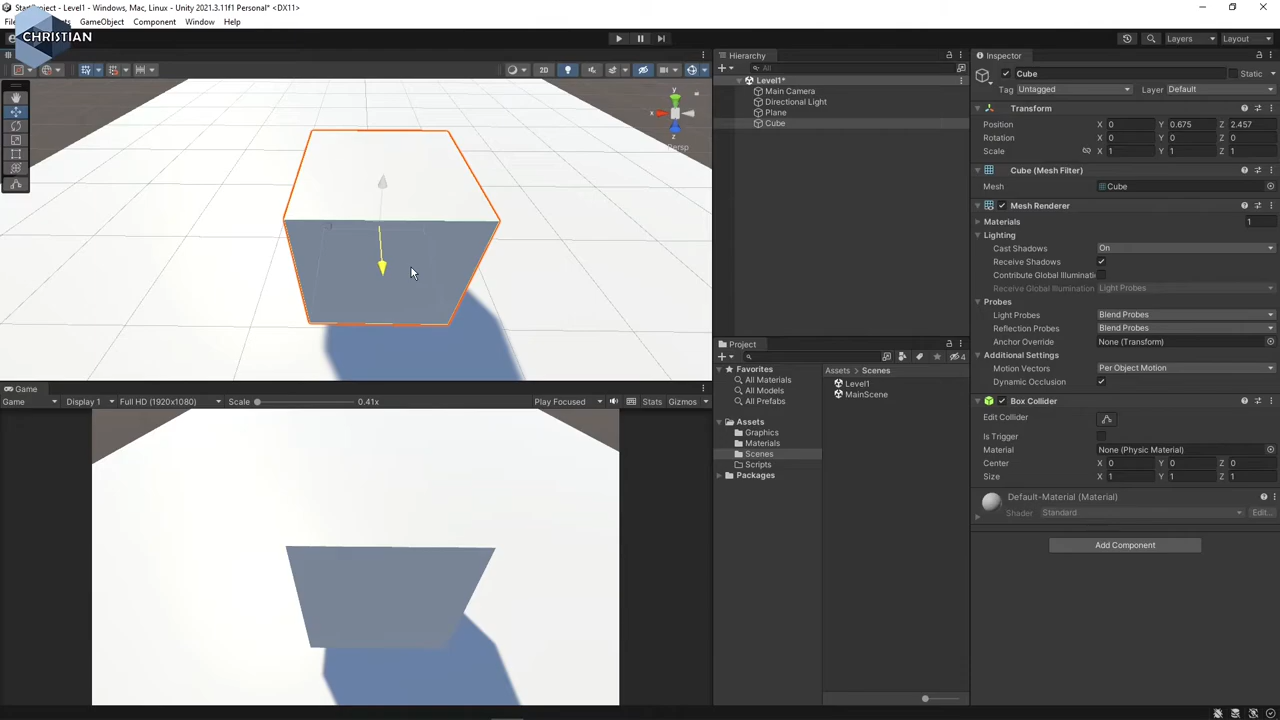 StartProject - Level1 - Windows, Mac, Linux - Unity 2021.3.11f1 Personal* <DX11>
GameObject Component Window Help
CHRISTIAN
Layers Layout
2D
y
x
z
Persp
Hierarchy
All
Level1*
Main Camera
Directional Light
Plane
Cube
Game
Game Display 1 Full HD (1920x1080) Scale 0.41x Play Focused Stats Gizmos
Project
4
Favorites
All Materials
All Models
All Prefabs
Assets
Graphics
Materials
Scenes
Scripts
Packages
Assets > Scenes
Level1
MainScene
Inspector
Cube Static
Tag Untagged Layer Default
Transform
Position X 0 Y 0.675 Z 2.457
Rotation X 0 Y 0 Z 0
Scale X 1 Y 1 Z 1
Cube (Mesh Filter)
Mesh Cube
Mesh Renderer
Materials 1
Lighting
Cast Shadows On
Receive Shadows
Contribute Global Illuminati
Receive Global Illumination Light Probes
Probes
Light Probes Blend Probes
Reflection Probes Blend Probes
Anchor Override None (Transform)
Additional Settings
Motion Vectors Per Object Motion
Dynamic Occlusion
Box Collider
Edit Collider
Is Trigger
Material None (Physic Material)
Center X 0 Y 0 Z 0
Size X 1 Y 1 Z 1
Default-Material (Material)
Shader Standard Edit...
Add Component